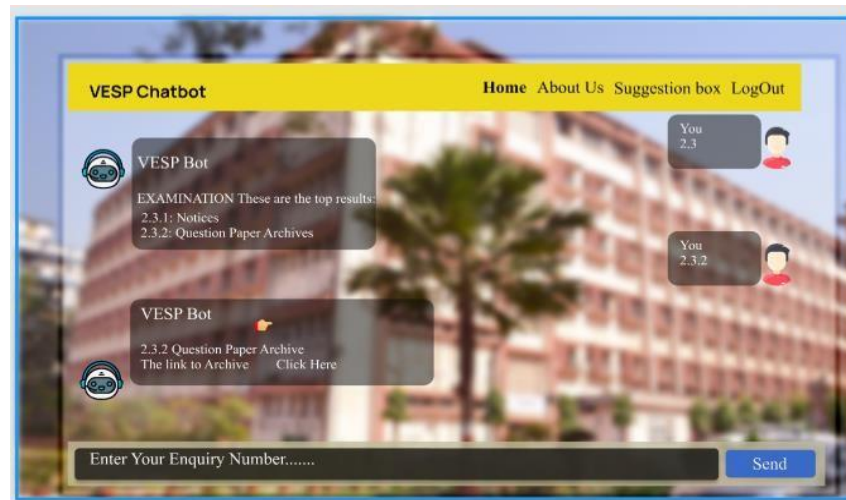 VESP Chatbot
Home About Us Suggestion box LogOut
You
2.3
VESP Bot
EXAMINATION These are the top results:
2.3.1: Notices
2.3.2: Question Paper Archives
You
2.3.2
VESP Bot
2.3.2 Question Paper Archive
The link to Archive Click Here
Enter Your Enquiry Number.......
Send